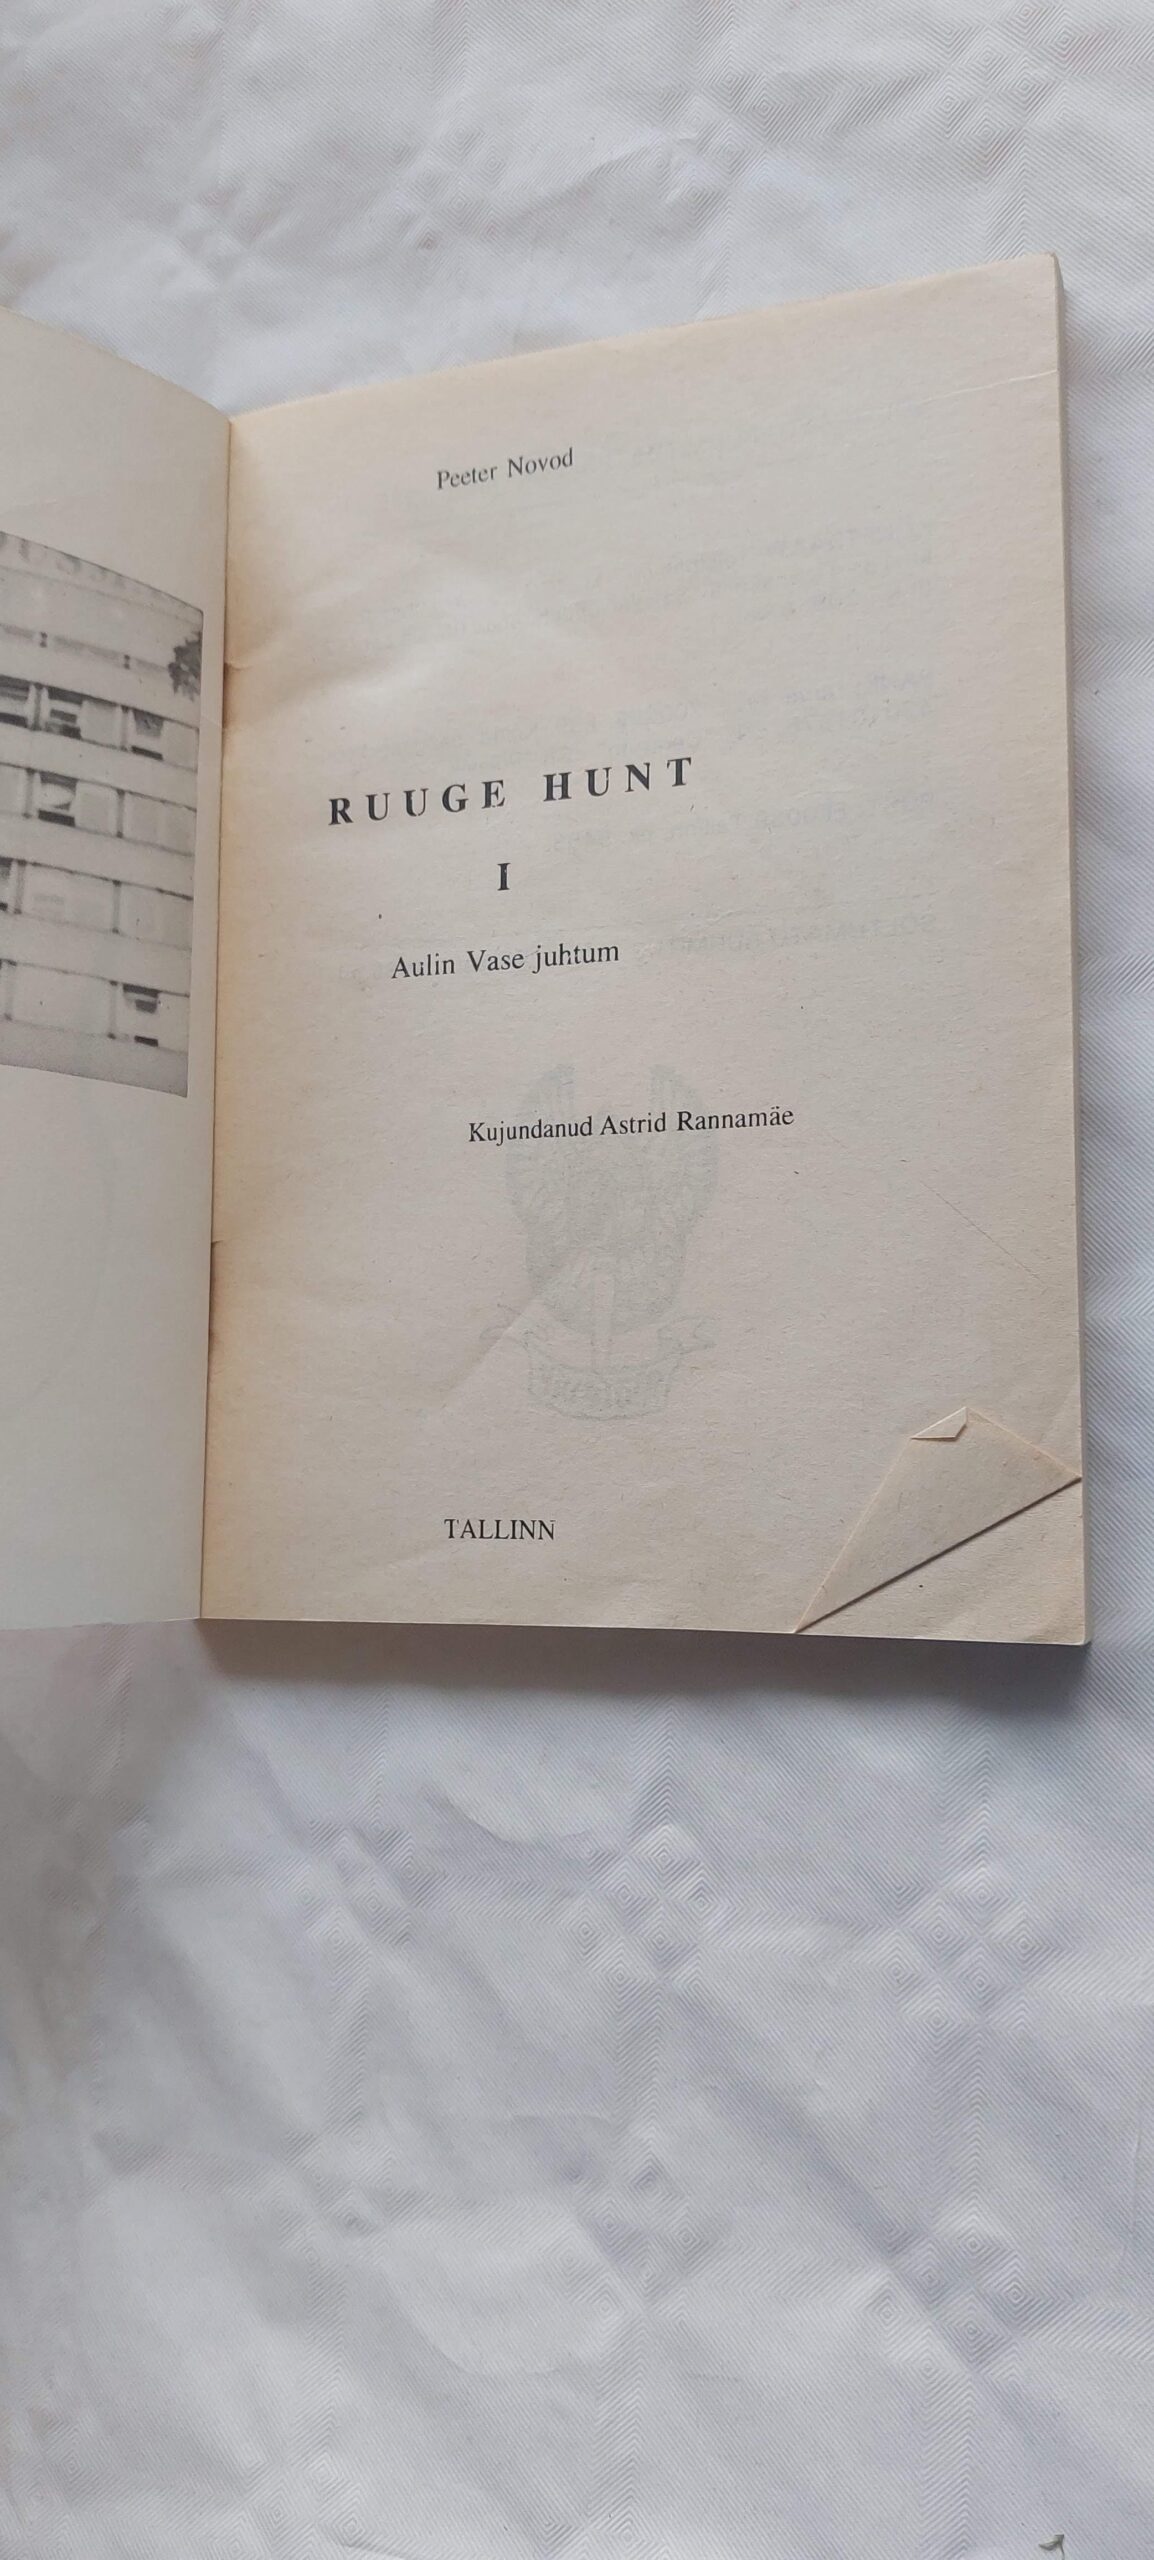 Peeter Novod
RUUGE HUNT
I
Aulin Vase juhtum
Kujundanud Astrid Rannamäe
TALLINN